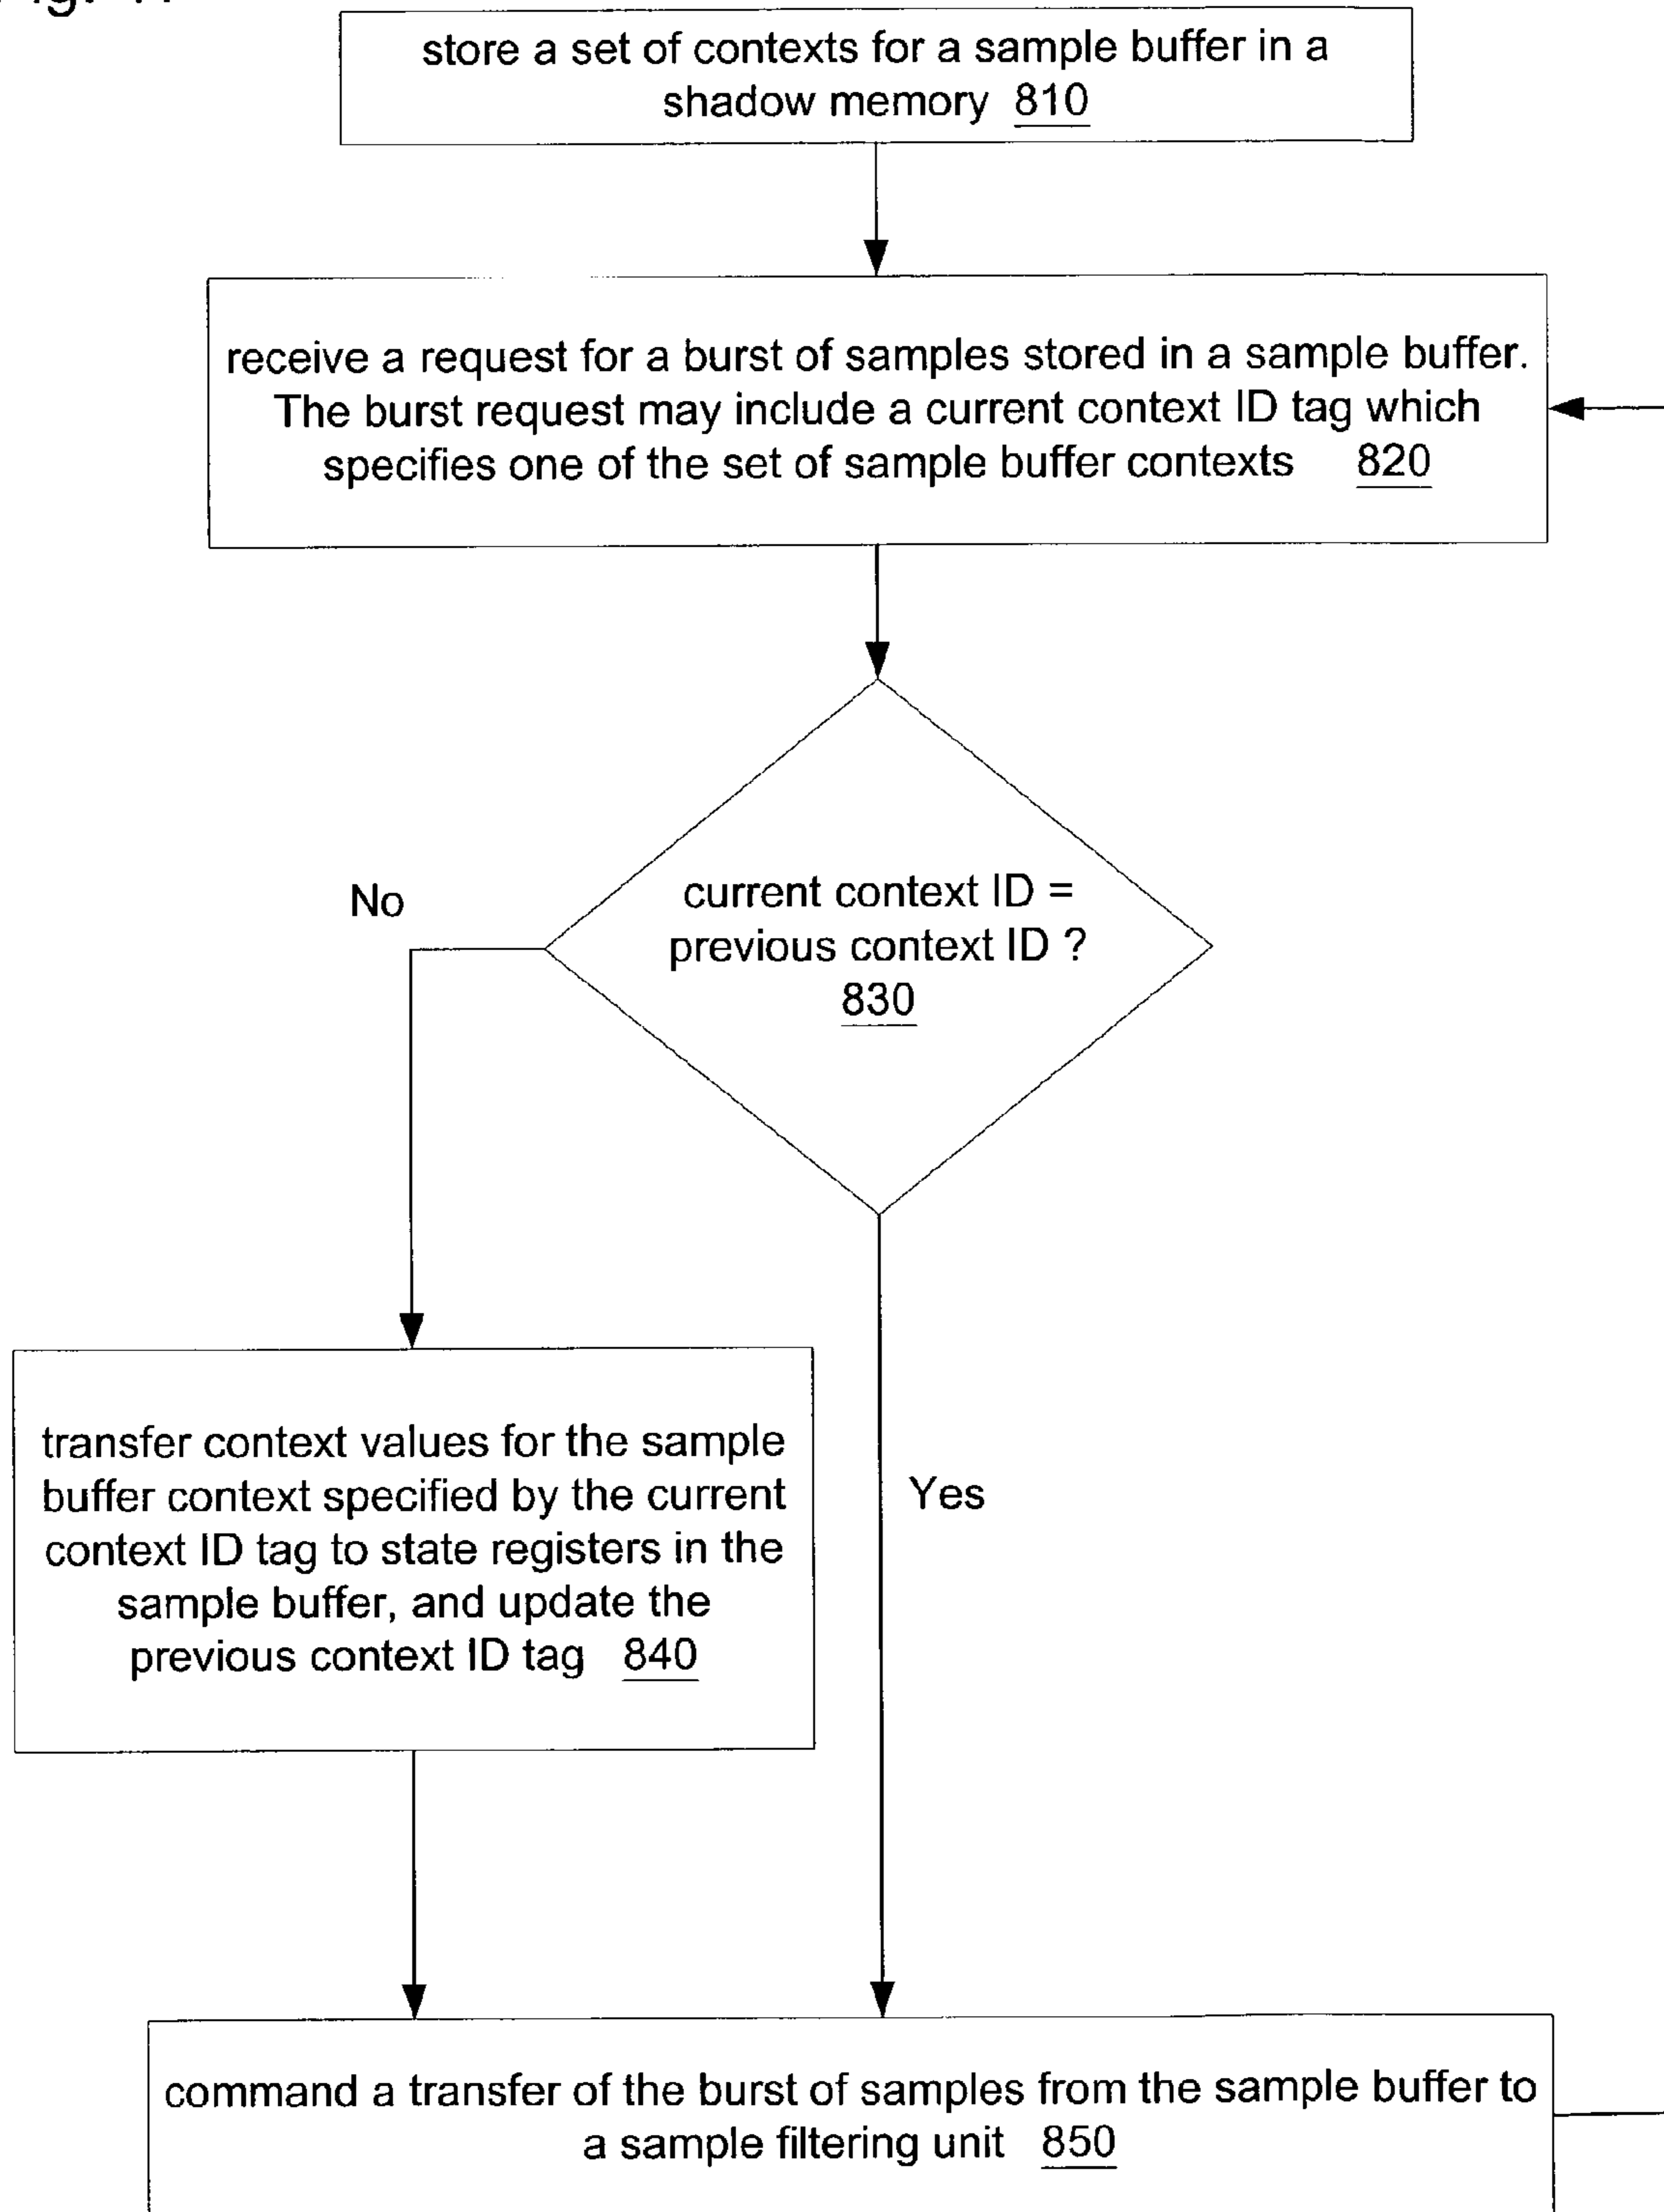 store a set of contexts for a sample buffer in a
shadow memory 810
receive a request for a burst of samples stored in a sample buffer.
The burst request may include a current context ID tag which
specifies one of the set of sample buffer contexts 820
No
current context ID =
previous context ID ?
830
transfer context values for the sample
buffer context specified by the current
context ID tag to state registers in the
sample buffer, and update the
previous context ID tag 840
Yes
command a transfer of the burst of samples from the sample buffer to
a sample filtering unit 850